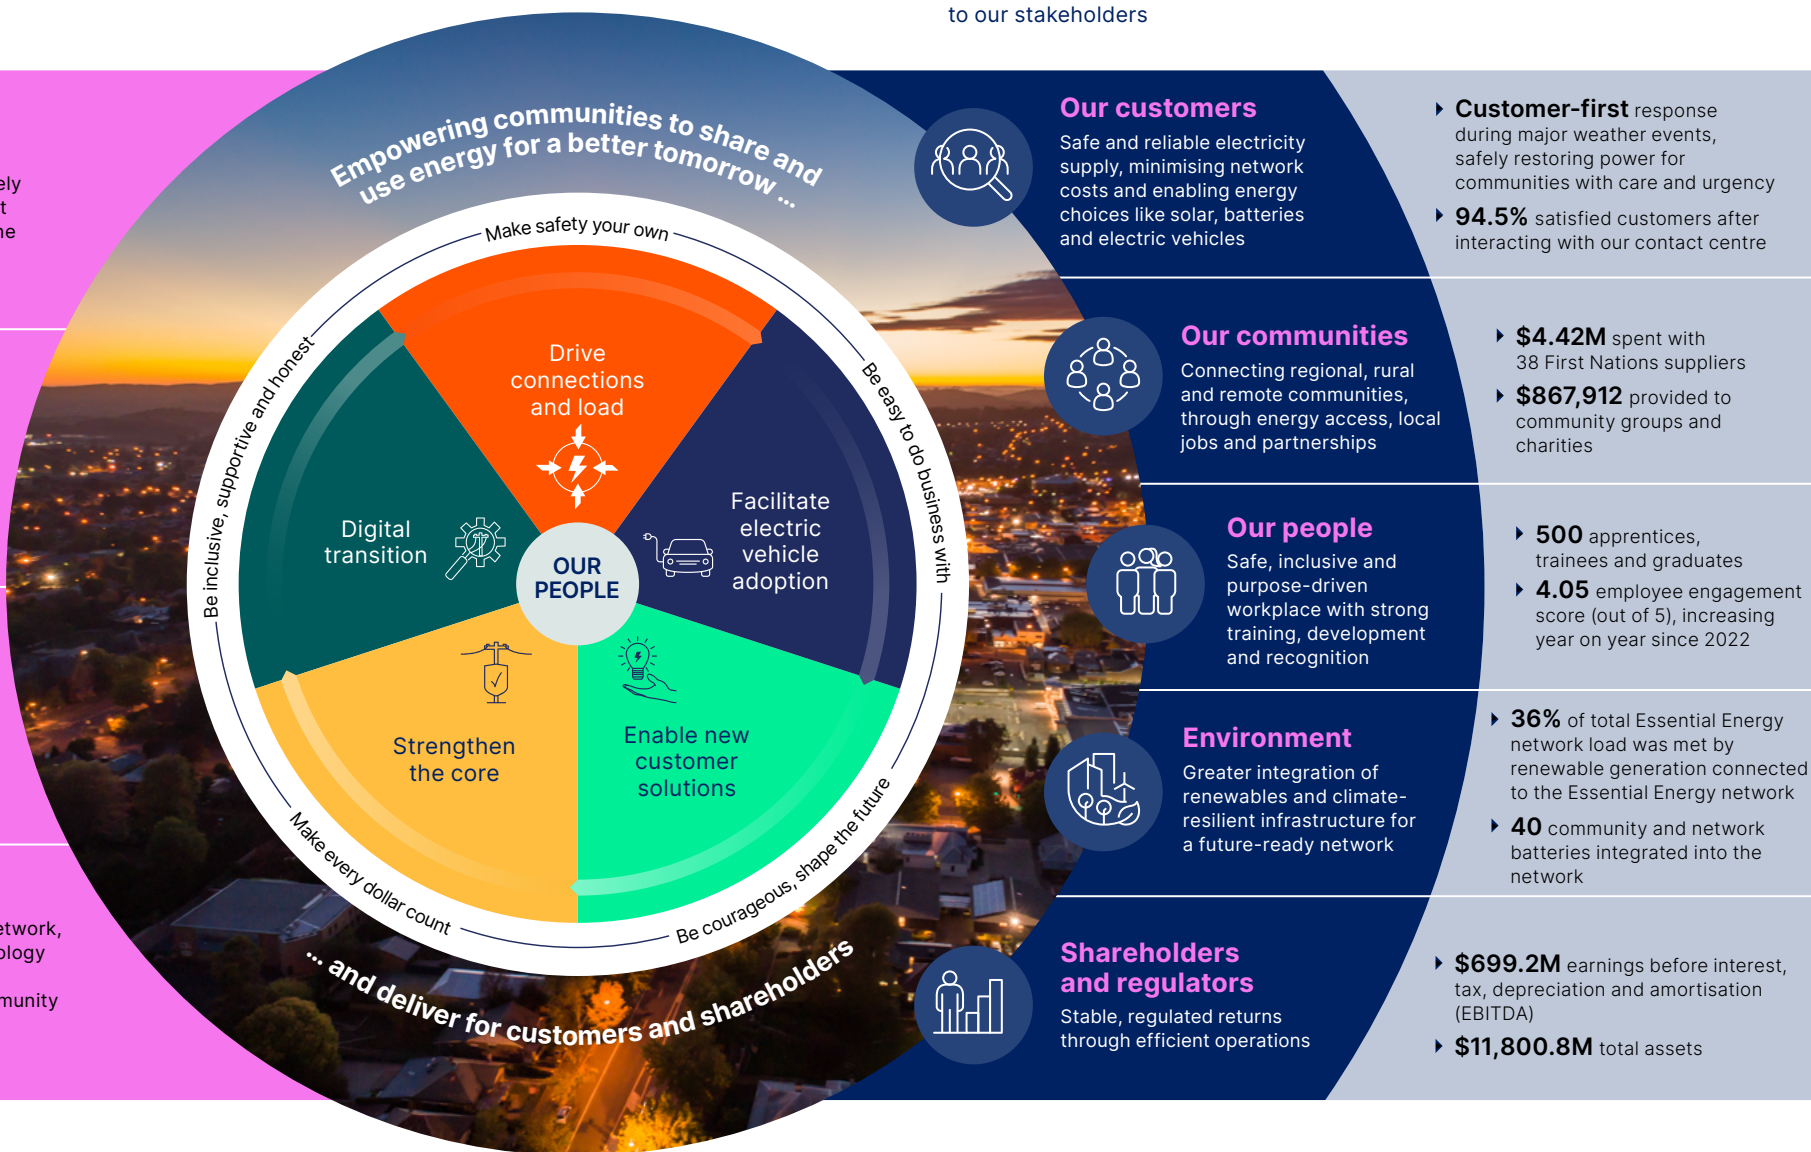 to our stakeholders
Empowering communities to share and
use energy for a better tomorrow ...
Make safety your own
Be easy to do business with
Be courageous, shape the future
Make every dollar count
Be inclusive, supportive and honest
Drive
connections
and load
Facilitate
electric
vehicle
adoption
Enable new
customer
solutions
Strengthen
the core
Digital
transition
OUR
PEOPLE
... and deliver for customers and shareholders
Our customers
Safe and reliable electricity
supply, minimising network
costs and enabling energy
choices like solar, batteries
and electric vehicles
Customer-first response
during major weather events,
safely restoring power for
communities with care and urgency
94.5% satisfied customers after
interacting with our contact centre
Our communities
Connecting regional, rural
and remote communities,
through energy access, local
jobs and partnerships
$4.42M spent with
38 First Nations suppliers
$867,912 provided to
community groups and
charities
Our people
Safe, inclusive and
purpose-driven
workplace with strong
training, development
and recognition
500 apprentices,
trainees and graduates
4.05 employee engagement
score (out of 5), increasing
year on year since 2022
Environment
Greater integration of
renewables and climate-
resilient infrastructure for
a future-ready network
36% of total Essential Energy
network load was met by
renewable generation connected
to the Essential Energy network
40 community and network
batteries integrated into the
network
Shareholders
and regulators
Stable, regulated returns
through efficient operations
$699.2M earnings before interest,
tax, depreciation and amortisation
(EBITDA)
$11,800.8M total assets